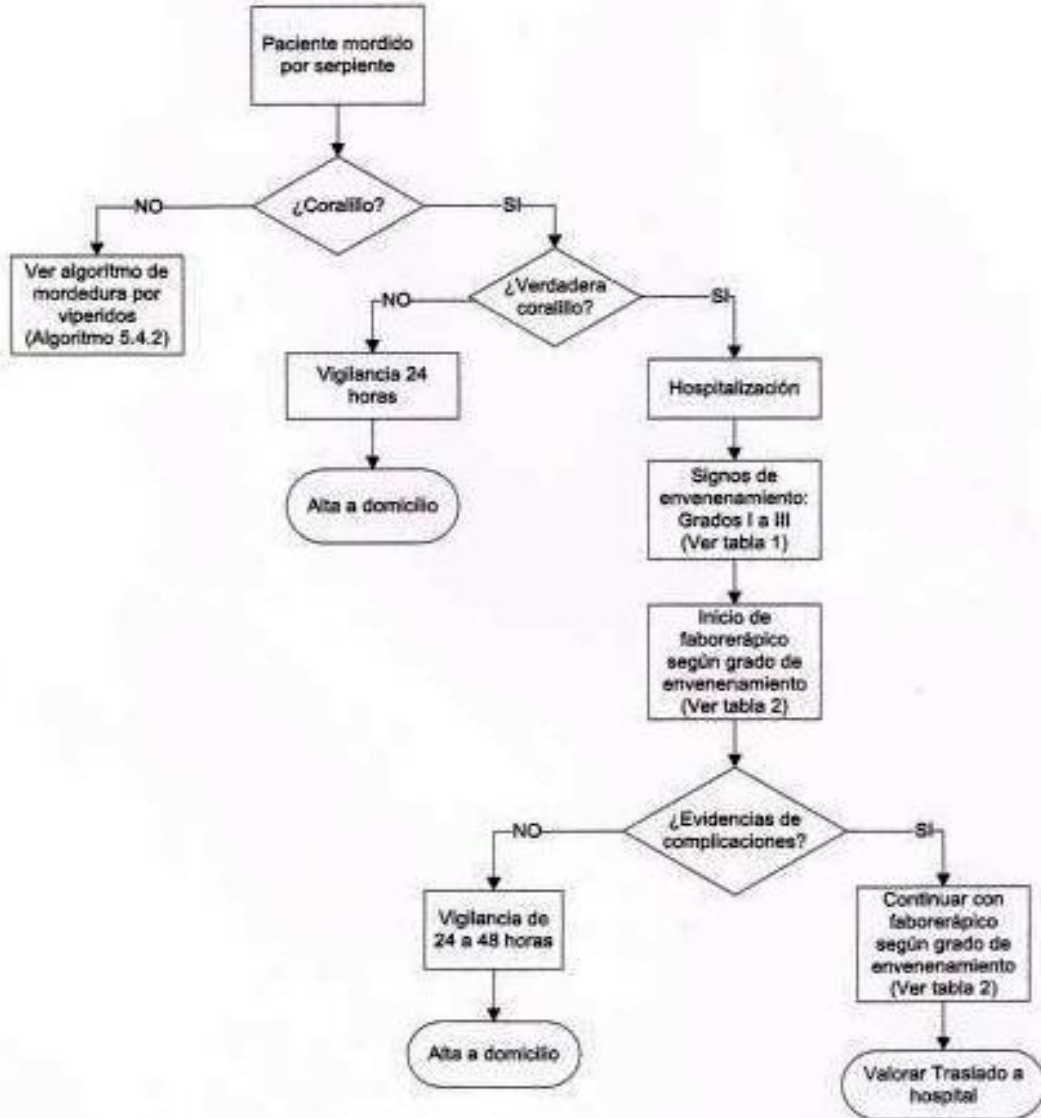 Paciente mordido
por serpiente
¿Coralillo?
NO
SI
Ver algoritmo de
mordedura por
viperidos
(Algoritmo 5.4.2)
¿Verdadera
coralillo?
NO
SI
Vigilancia 24
horas
Hospitalización
Alta a domicilio
Signos de
envenenamiento:
Grados I a III
(Ver tabla 1)
Inicio de
faborerápico
según grado de
envenenamiento
(Ver tabla 2)
¿Evidencias de
complicaciones?
NO
SI
Vigilancia de
24 a 48 horas
Continuar con
faborerápico
según grado de
envenenamiento
(Ver tabla 2)
Alta a domicilio
Valorar Traslado a
hospital